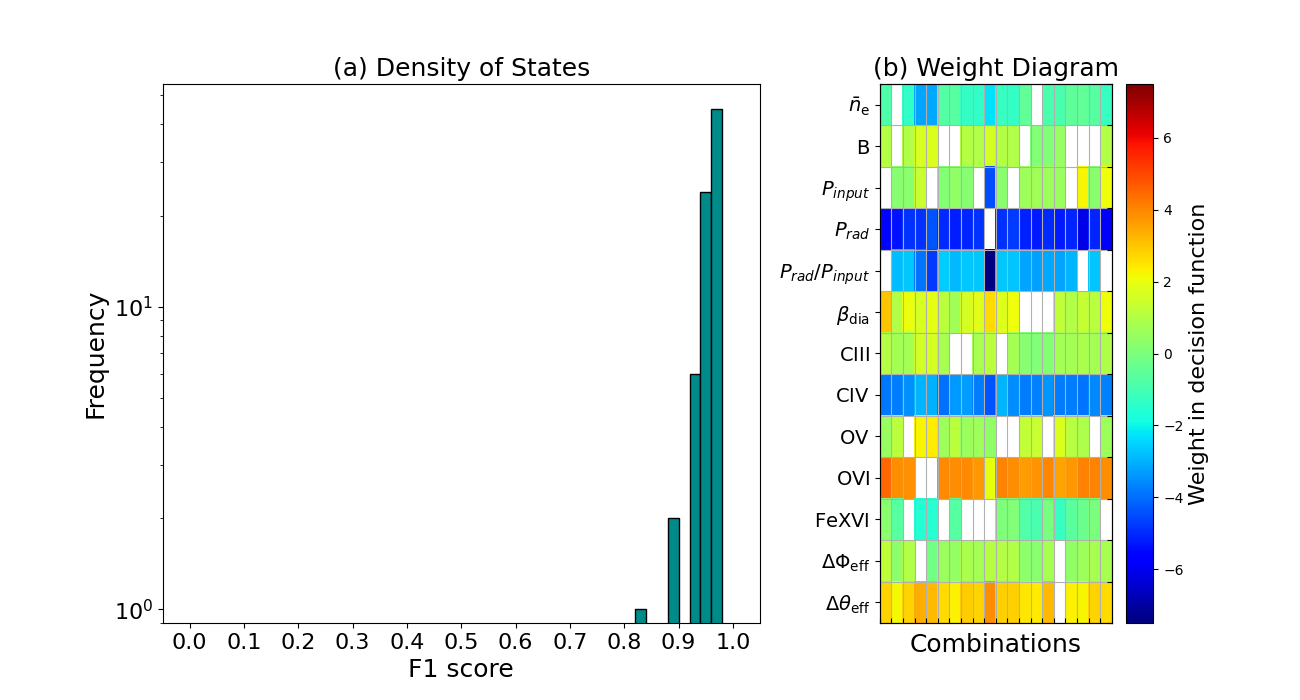 (a) Density of States
Frequency
10¹
10⁰
0.0 0.1 0.2 0.3 0.4 0.5 0.6 0.7 0.8 0.9 1.0
F1 score
(b) Weight Diagram
n̄e
B
Pinput
Prad
Prad/Pinput
βdia
CIII
CIV
OV
OVI
FeXVI
ΔΦeff
Δθeff
Combinations
6
4
2
0
−2
−4
−6
Weight in decision function